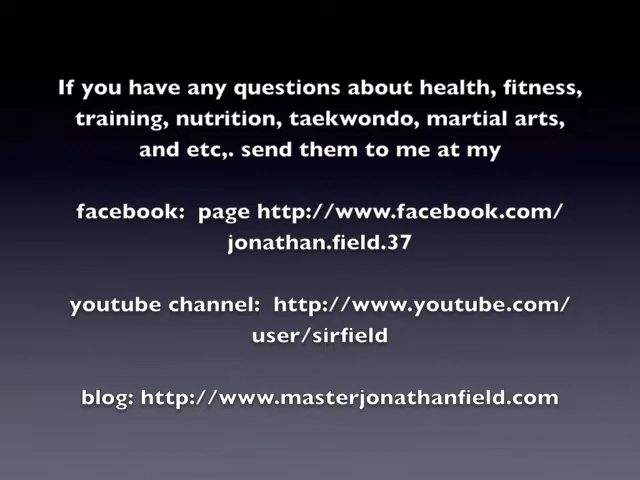 If you have any questions about health, fitness,
training, nutrition, taekwondo, martial arts,
and etc,. send them to me at my
facebook:  page http://www.facebook.com/
jonathan.field.37
youtube channel:  http://www.youtube.com/
user/sirfield
blog: http://www.masterjonathanfield.com